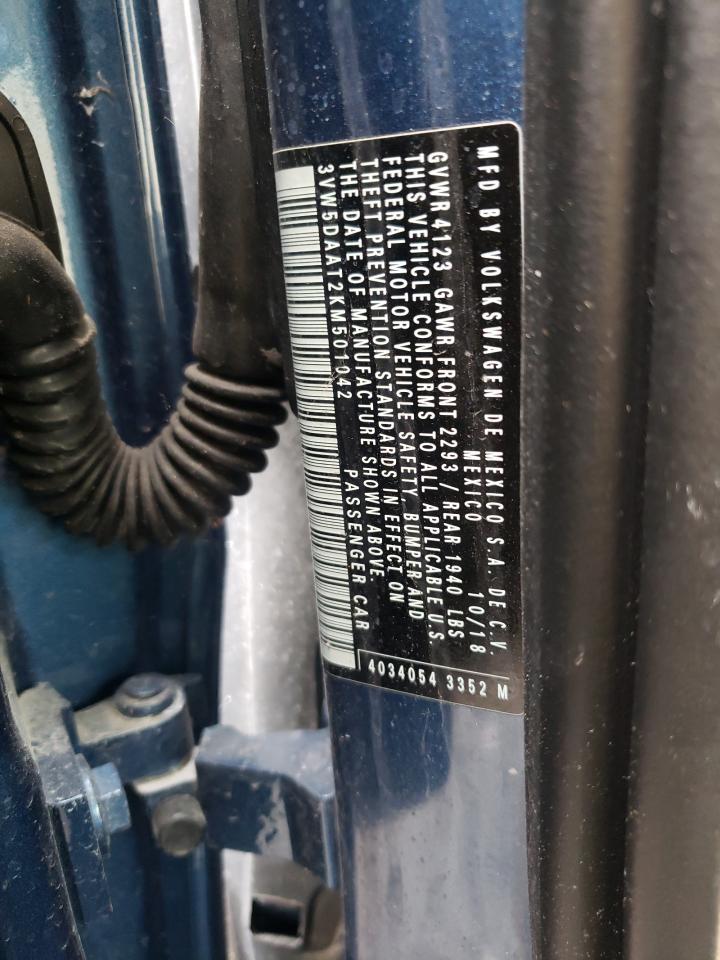 MFD BY VOLKSWAGEN DE MEXICO S.A. DE C.V.
MEXICO 10/18
GVWR 4123 GAWR FRONT 2293 / REAR 1940 LBS
THIS VEHICLE CONFORMS TO ALL APPLICABLE U.S.
FEDERAL MOTOR VEHICLE SAFETY, BUMPER AND
THEFT PREVENTION STANDARDS IN EFFECT ON
THE DATE OF MANUFACTURE SHOWN ABOVE.
3VW5DAAT2KM501042 PASSENGER CAR
4034054 3352 M